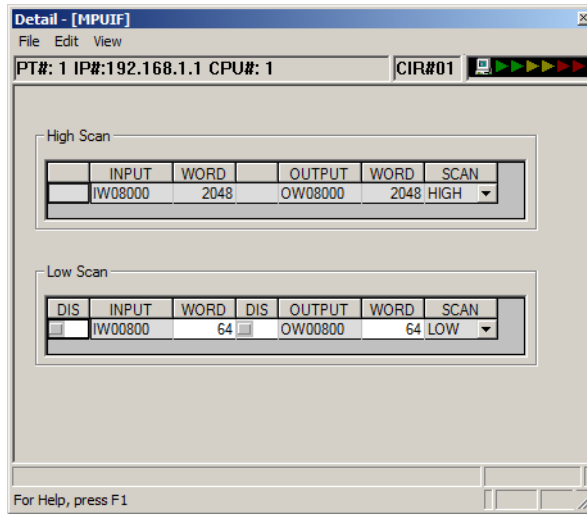 Detail - [MPUIF]
File Edit View
PT#: 1 IP#:192.168.1.1 CPU#: 1 CIR#01
High Scan
INPUT WORD OUTPUT WORD SCAN
IW08000 2048 OW08000 2048 HIGH
Low Scan
DIS INPUT WORD DIS OUTPUT WORD SCAN
IW00800 64 OW00800 64 LOW
For Help, press F1